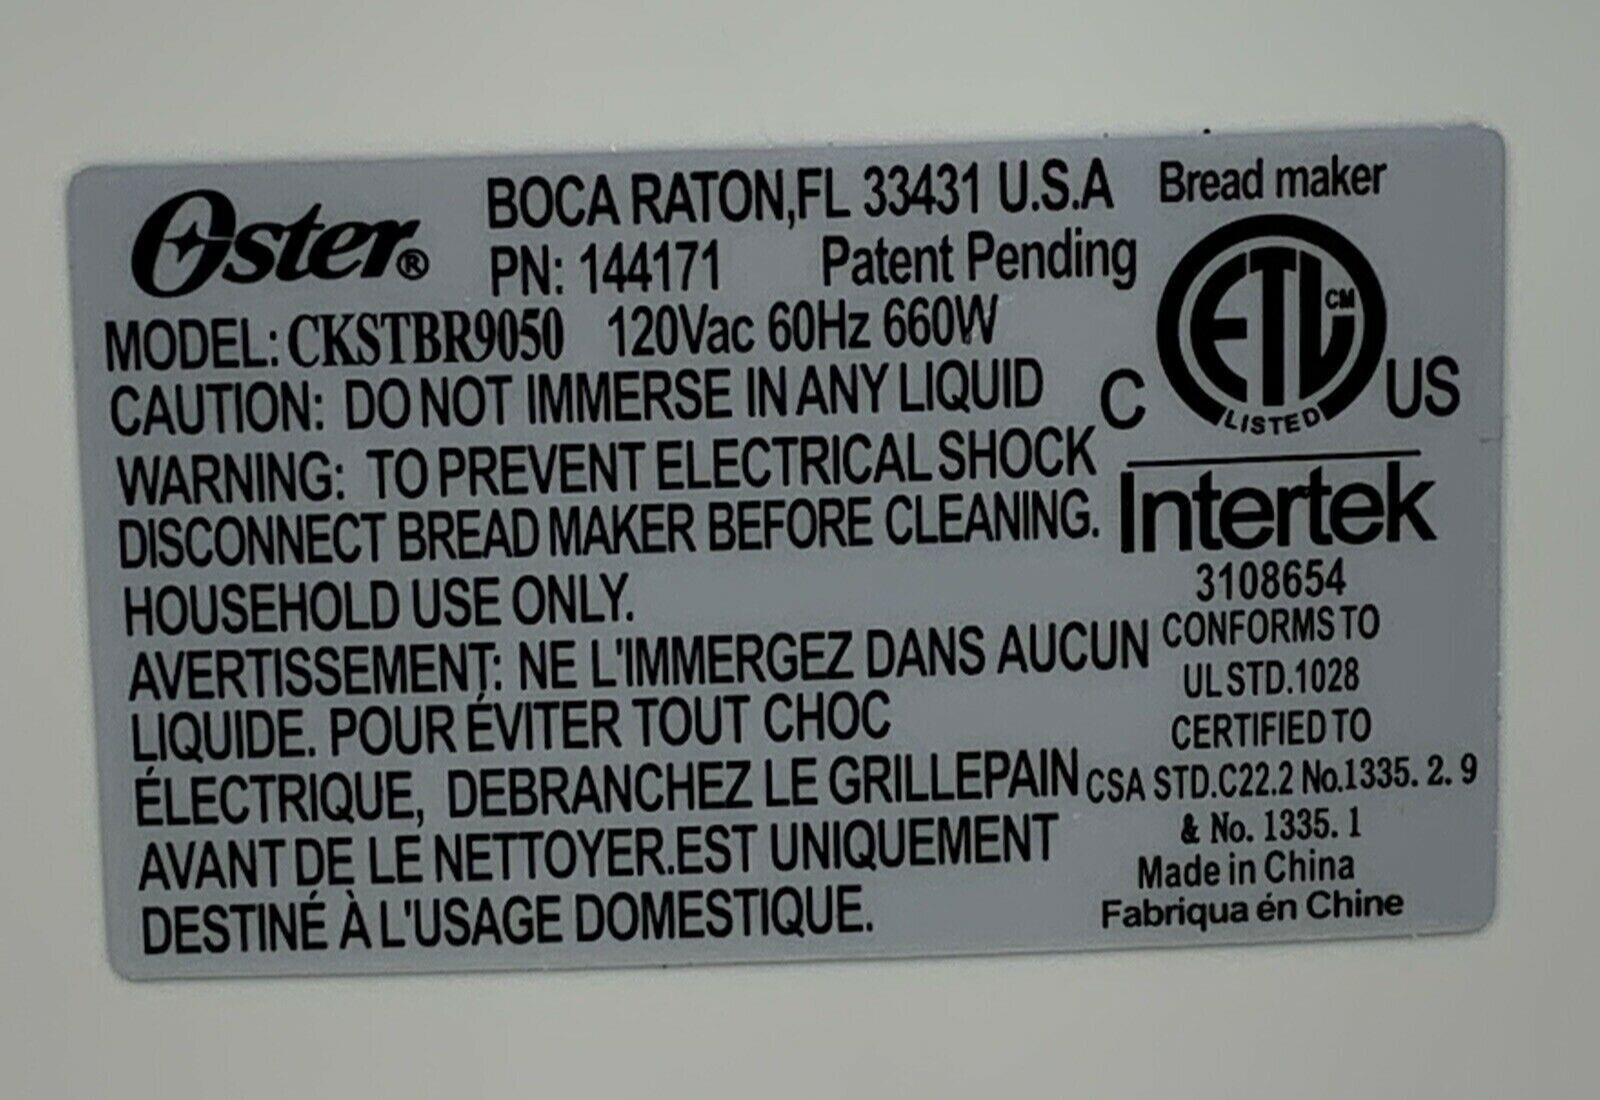 Oster® BOCA RATON,FL 33431 U.S.A
PN: 144171 Patent Pending
MODEL: CKSTBR9050 120Vac 60Hz 660W
CAUTION: DO NOT IMMERSE IN ANY LIQUID
WARNING: TO PREVENT ELECTRICAL SHOCK
DISCONNECT BREAD MAKER BEFORE CLEANING.
HOUSEHOLD USE ONLY.
AVERTISSEMENT: NE L'IMMERGEZ DANS AUCUN
LIQUIDE. POUR ÉVITER TOUT CHOC
ÉLECTRIQUE, DEBRANCHEZ LE GRILLEPAIN
AVANT DE LE NETTOYER.EST UNIQUEMENT
DESTINÉ À L'USAGE DOMESTIQUE.
Bread maker
ETL CM
C US
LISTED
Intertek
3108654
CONFORMS TO
UL STD.1028
CERTIFIED TO
CSA STD.C22.2 No.1335. 2. 9
& No. 1335. 1
Made in China
Fabriqua én Chine